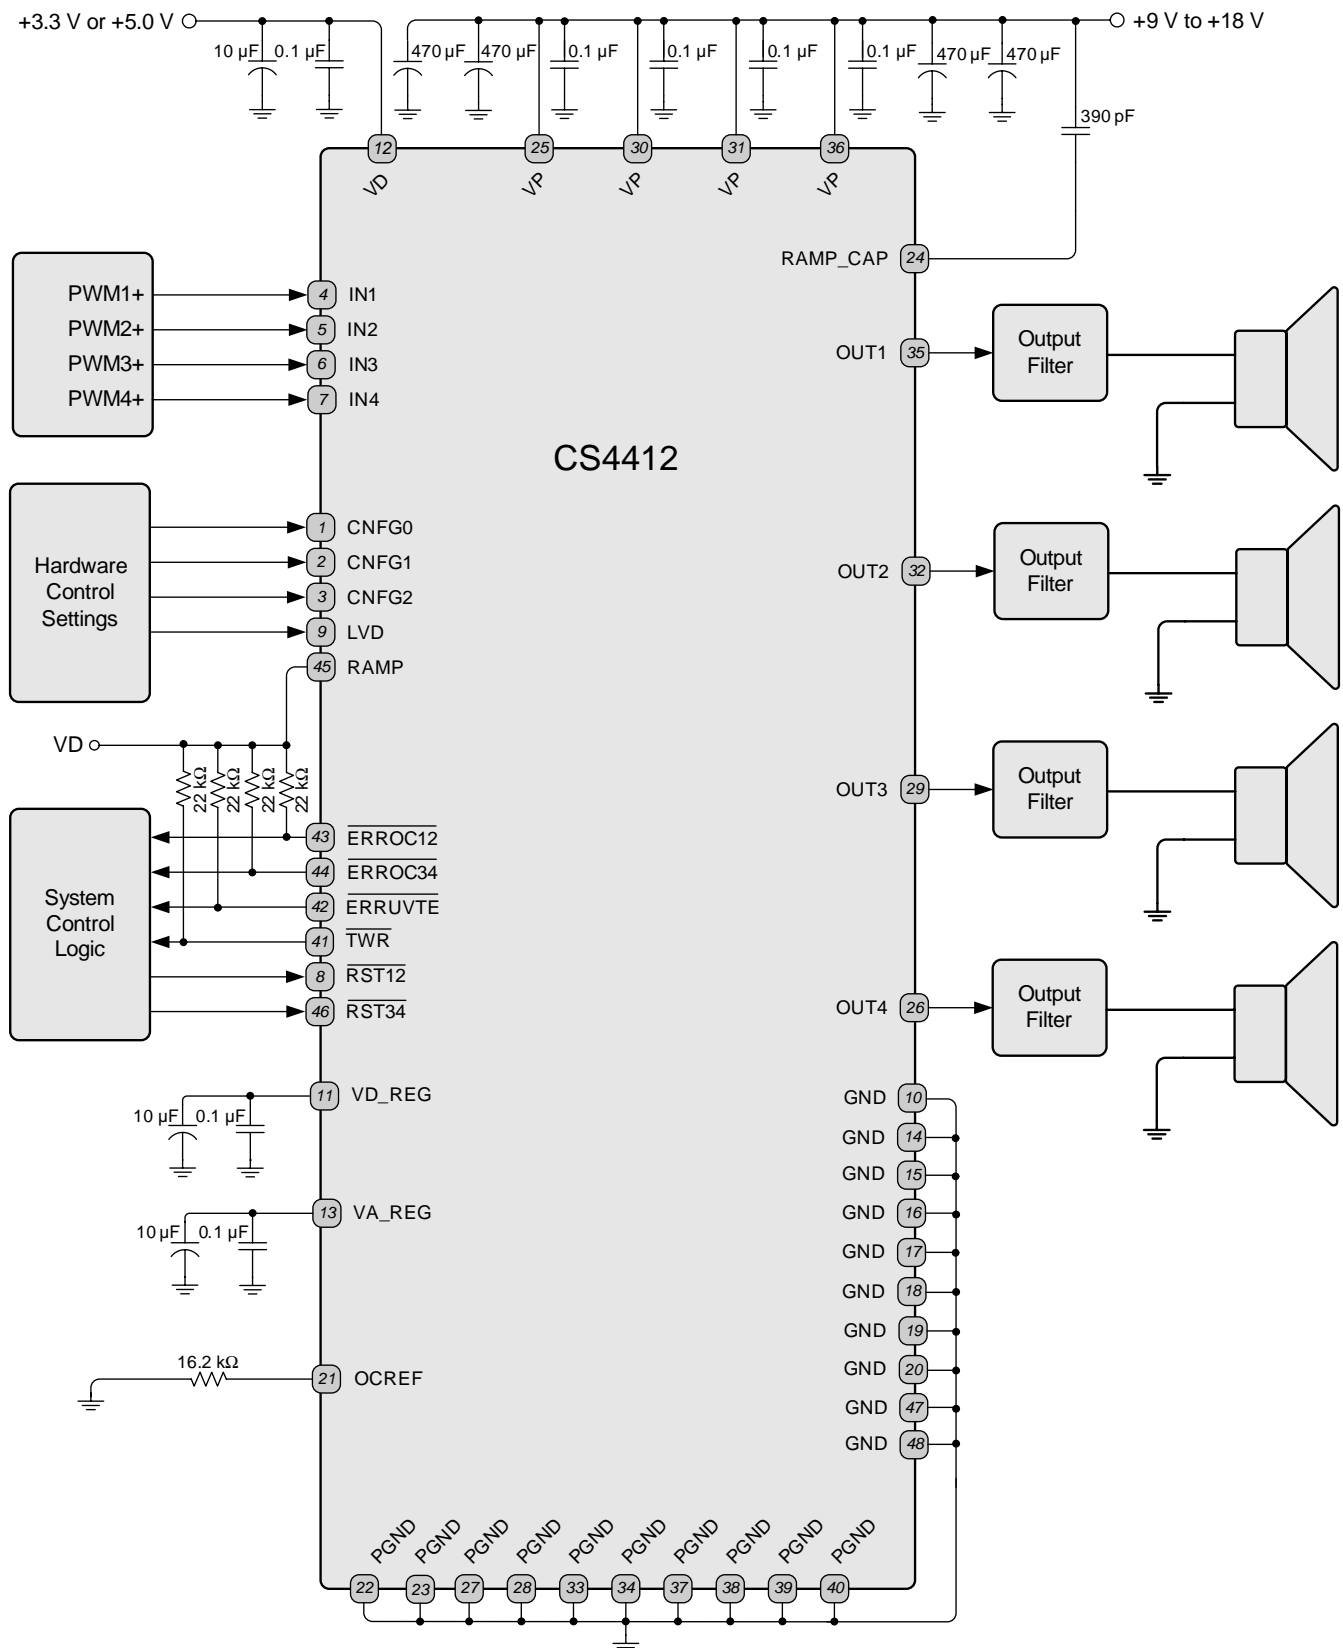 +3.3 V or +5.0 V
+9 V to +18 V
10 µF 0.1 µF
470 µF 470 µF 0.1 µF 0.1 µF 0.1 µF 0.1 µF 470 µF 470 µF
390 pF
12 25 30 31 36
VD VP VP VP VP
RAMP_CAP 24
PWM1+ 4 IN1
PWM2+ 5 IN2
PWM3+ 6 IN3
PWM4+ 7 IN4
OUT1 35
Output
Filter
CS4412
Hardware
Control
Settings
1 CNFG0
2 CNFG1
3 CNFG2
9 LVD
45 RAMP
OUT2 32
Output
Filter
VD
22 kΩ 22 kΩ 22 kΩ 22 kΩ
OUT3 29
Output
Filter
System
Control
Logic
43 ERROC12
44 ERROC34
42 ERRUVTE
41 TWR
8 RST12
46 RST34
OUT4 26
Output
Filter
11 VD_REG
10 µF 0.1 µF
13 VA_REG
10 µF 0.1 µF
16.2 kΩ
21 OCREF
GND 10
GND 14
GND 15
GND 16
GND 17
GND 18
GND 19
GND 20
GND 47
GND 48
PGND PGND PGND PGND PGND PGND PGND PGND PGND PGND
22 23 27 28 33 34 37 38 39 40